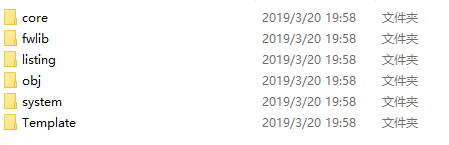 core 2019/3/20 19:58 文件夹
fwlib 2019/3/20 19:58 文件夹
listing 2019/3/20 19:58 文件夹
obj 2019/3/20 19:58 文件夹
system 2019/3/20 19:58 文件夹
Template 2019/3/20 19:58 文件夹